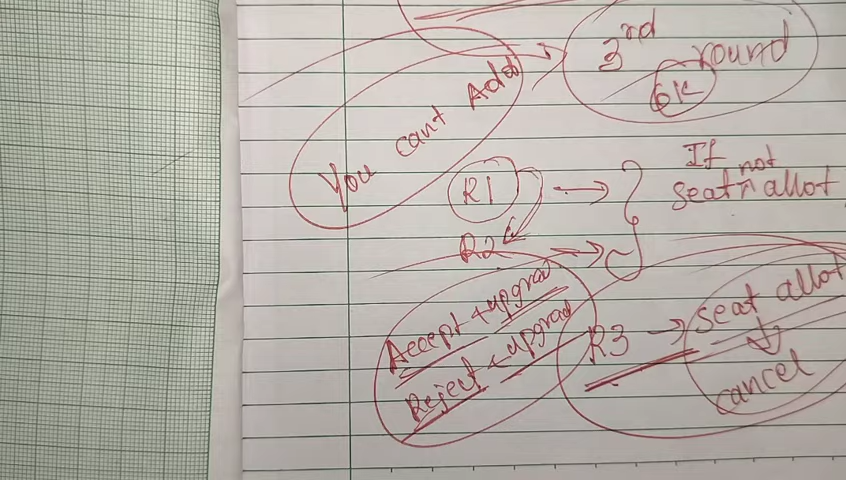 3rd round
6K
You cant Add
If not
seat allot
R1
R2
Accept + upgrad
Reject + upgrad
R3
seat allot
cancel